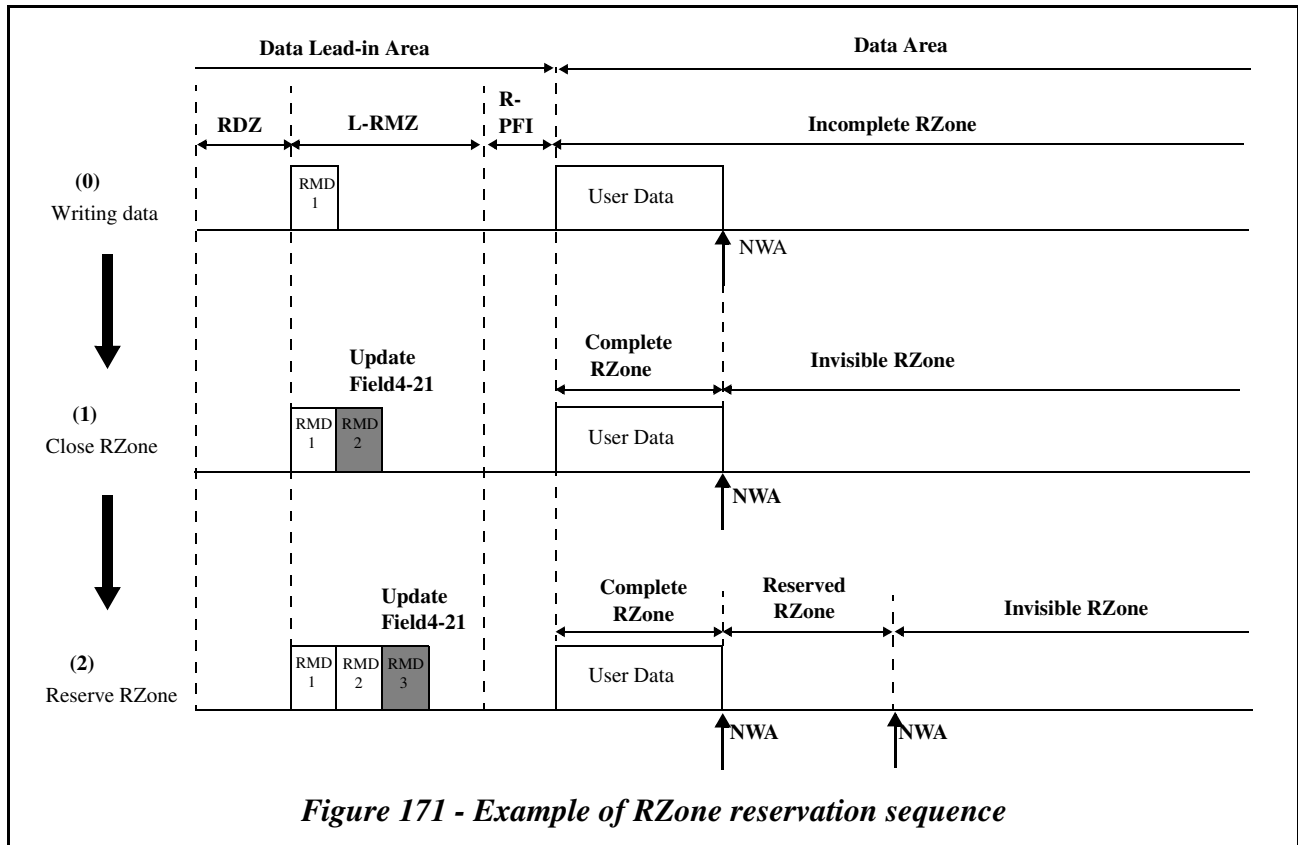 Data Lead-in Area
Data Area
RDZ
L-RMZ
R-
PFI
Incomplete RZone
(0)
Writing data
RMD
1
User Data
NWA
Update
Field4-21
Complete
RZone
Invisible RZone
(1)
Close RZone
RMD
1
RMD
2
User Data
NWA
Update
Field4-21
Complete
RZone
Reserved
RZone
Invisible RZone
(2)
Reserve RZone
RMD
1
RMD
2
RMD
3
User Data
NWA
NWA
Figure 171 - Example of RZone reservation sequence